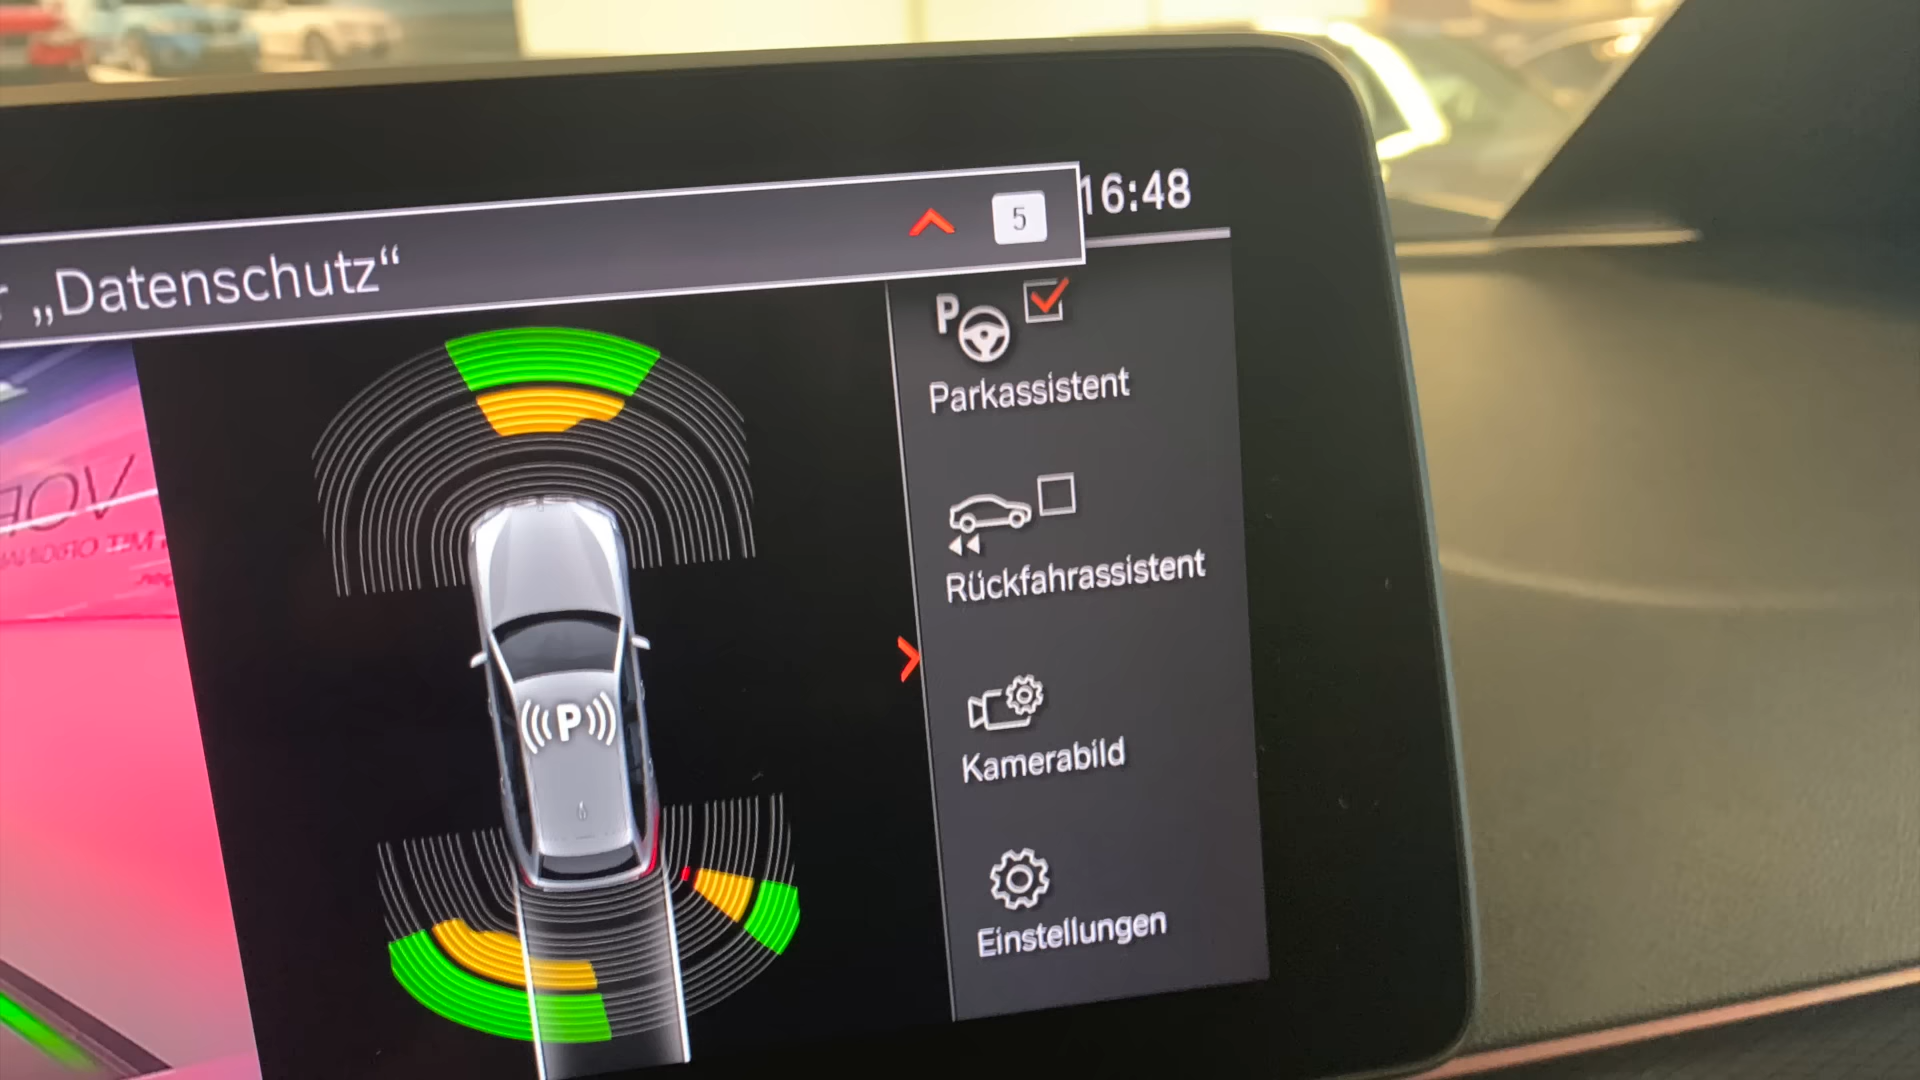 „Datenschutz“
5
16:48
P
Parkassistent
Rückfahrassistent
Kamerabild
Einstellungen
P